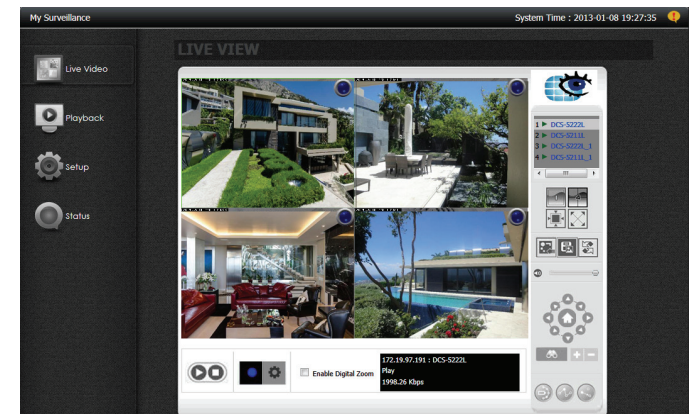 My Surveillance
System Time : 2013-01-08 19:27:35
LIVE VIEW
Live Video
Playback
Setup
Status
1 DCS-5222L
2 DCS-5211L
3 DCS-5222L_1
4 DCS-5211L_1
Enable Digital Zoom
172.19.97.191 : DCS-5222L
Play
1998.26 Kbps